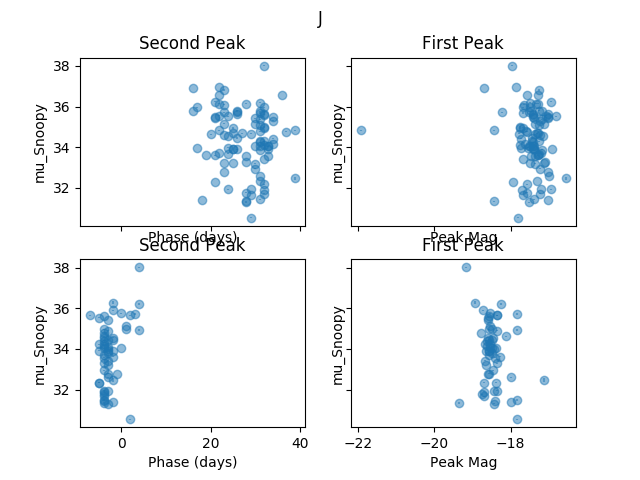 J
Second Peak
First Peak
38
36
34
32
mu_Snoopy
mu_Snoopy
Phase (days)
Peak Mag
Second Peak
First Peak
38
36
34
32
mu_Snoopy
mu_Snoopy
0
20
40
−22
−20
−18
Phase (days)
Peak Mag